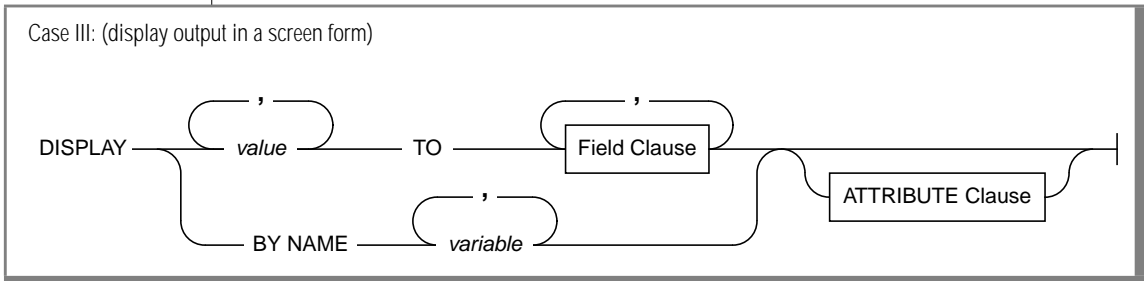 Case III: (display output in a screen form)
, ,
DISPLAY value TO Field Clause
ATTRIBUTE Clause
,
BY NAME variable